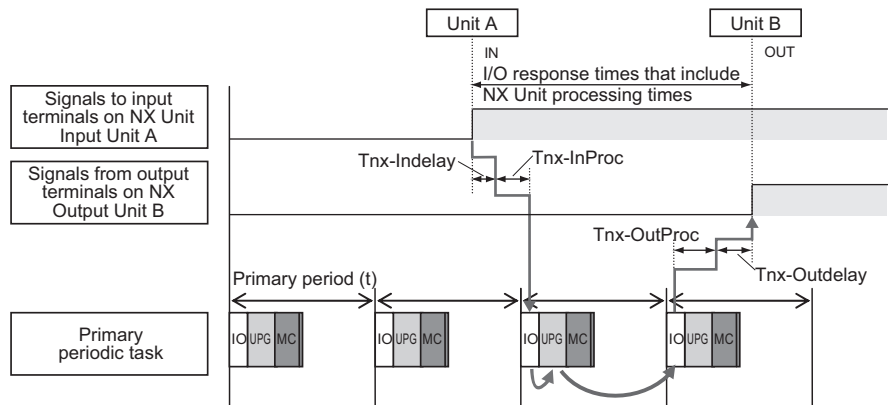 Unit A
Unit B
IN
OUT
I/O response times that include
NX Unit processing times
Signals to input
terminals on NX Unit
Input Unit A
Tnx-Indelay
Tnx-InProc
Signals from output
terminals on NX
Output Unit B
Tnx-OutProc
Tnx-Outdelay
Primary period (t)
Primary
periodic task
IO UPG MC
IO UPG MC
IO UPG MC
IO UPG MC